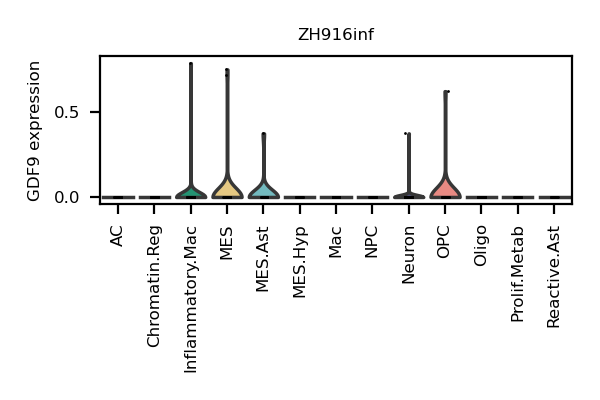 ZH916inf
GDF9 expression
0.5
0.0
AC
Chromatin.Reg
Inflammatory.Mac
MES
MES.Ast
MES.Hyp
Mac
NPC
Neuron
OPC
Oligo
Prolif.Metab
Reactive.Ast